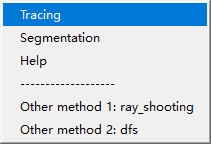 Tracing
Segmentation
Help
-------------------
Other method 1: ray_shooting
Other method 2: dfs